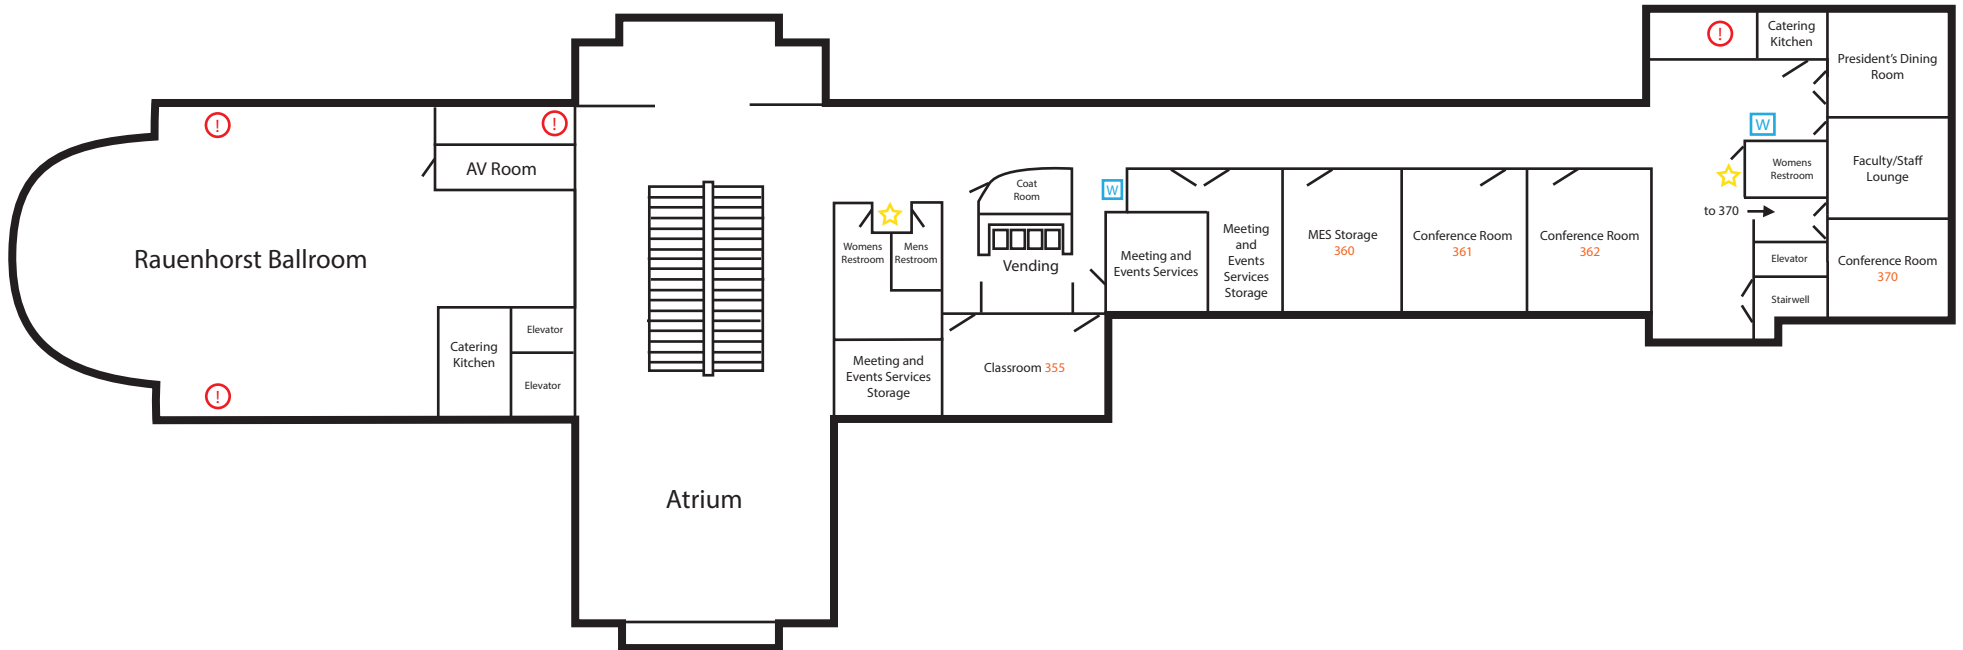 !
Catering
Kitchen
President's Dining
Room
!
!
AV Room
W
Womens
Restroom
Faculty/Staff
Lounge
Coat
Room
W
to 370
Rauenhorst Ballroom
Womens
Restroom
Mens
Restroom
Vending
Meeting and
Events Services
Meeting
and
Events
Services
Storage
MES Storage
360
Conference Room
361
Conference Room
362
Elevator
Conference Room
370
Stairwell
Catering
Kitchen
Elevator
Elevator
Meeting and
Events Services
Storage
Classroom 355
!
Atrium